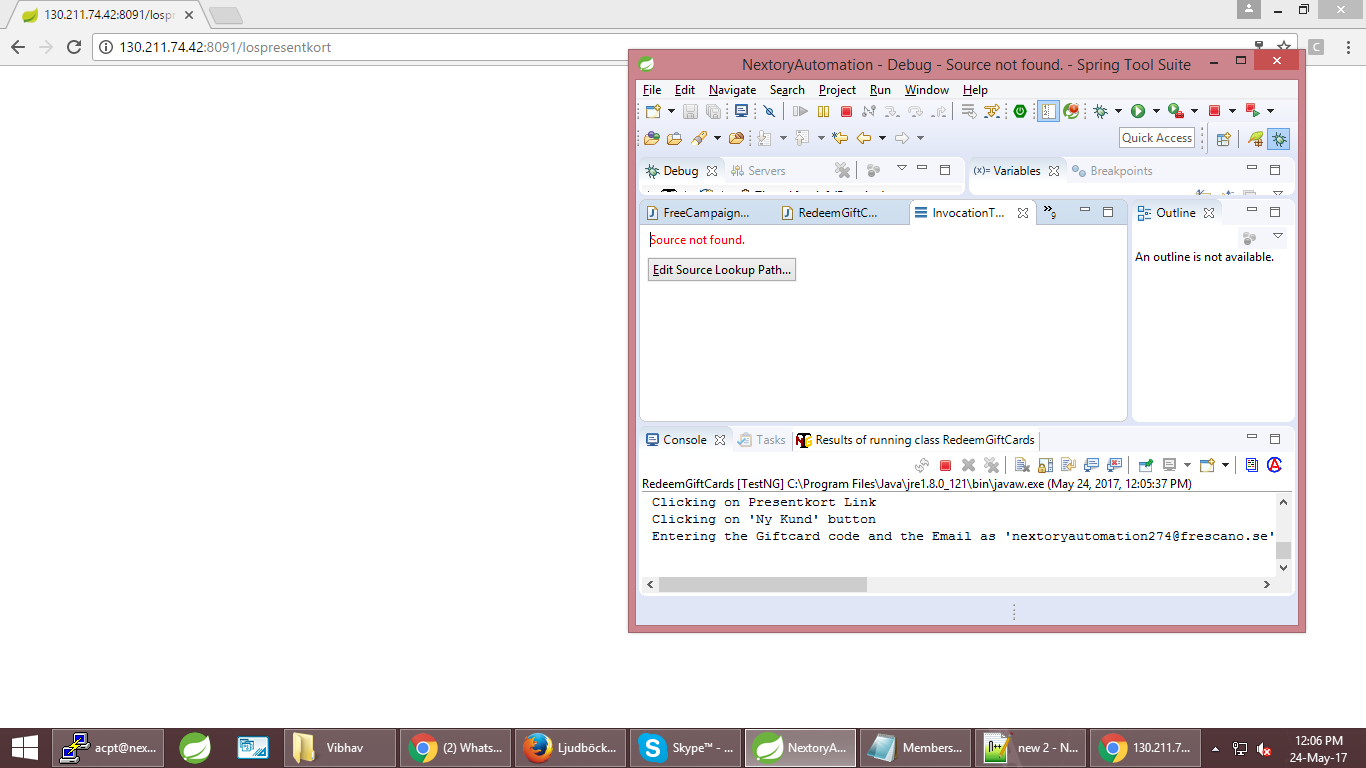 130.211.74.42:8091/lospr
130.211.74.42:8091/lospresentkort
C
NextoryAutomation - Debug - Source not found. - Spring Tool Suite
File Edit Navigate Search Project Run Window Help
Quick Access
Debug Servers
(x)= Variables Breakpoints
FreeCampaign... RedeemGiftC... InvocationT... »9
Outline
Source not found.
Edit Source Lookup Path...
An outline is not available.
Console Tasks Results of running class RedeemGiftCards
RedeemGiftCards [TestNG] C:\Program Files\Java\jre1.8.0_121\bin\javaw.exe (May 24, 2017, 12:05:37 PM)
Clicking on Presentkort Link
Clicking on 'Ny Kund' button
Entering the Giftcard code and the Email as 'nextoryautomation274@frescano.se'
acpt@nex... Vibhav (2) Whats... Ljudböck... Skype™ - ... NextoryA... Members... new 2 - N... 130.211.7...
12:06 PM
24-May-17